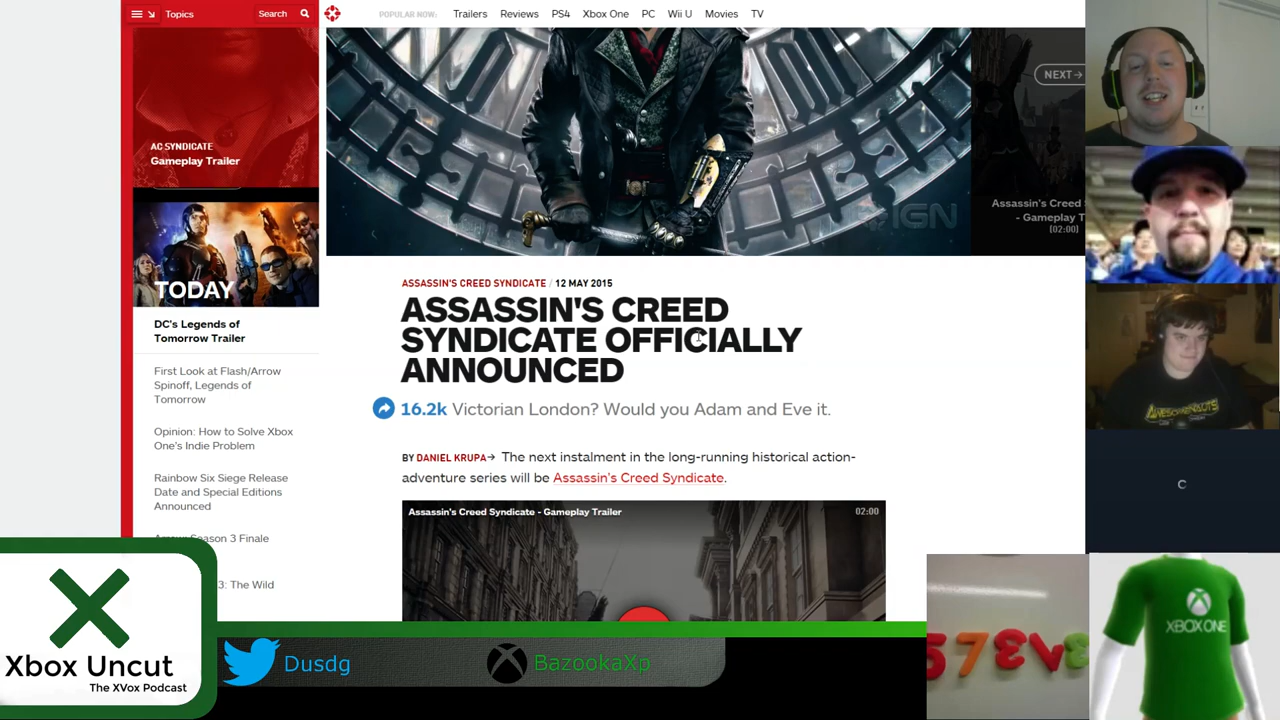 Topics
Search
POPULAR NOW:
Trailers
Reviews
PS4
Xbox One
PC
Wii U
Movies
TV
AC SYNDICATE
Gameplay Trailer
TODAY
DC's Legends of
Tomorrow Trailer
First Look at Flash/Arrow
Spinoff, Legends of
Tomorrow
Opinion: How to Solve Xbox
One's Indie Problem
Rainbow Six Siege Release
Date and Special Editions
Announced
Season 3 Finale
3: The Wild
IGN
NEXT→
Assassin's Creed S
- Gameplay T
(02:00)
ASSASSIN'S CREED SYNDICATE / 12 MAY 2015
ASSASSIN'S CREED
SYNDICATE OFFICIALLY
ANNOUNCED
16.2k Victorian London? Would you Adam and Eve it.
BY DANIEL KRUPA→ The next instalment in the long-running historical action-
adventure series will be Assassin's Creed Syndicate.
Assassin's Creed Syndicate - Gameplay Trailer
02:00
AWESOMENAUTS
Xbox Uncut
The XVox Podcast
Dusdg
BazookaXp
XBOX ONE